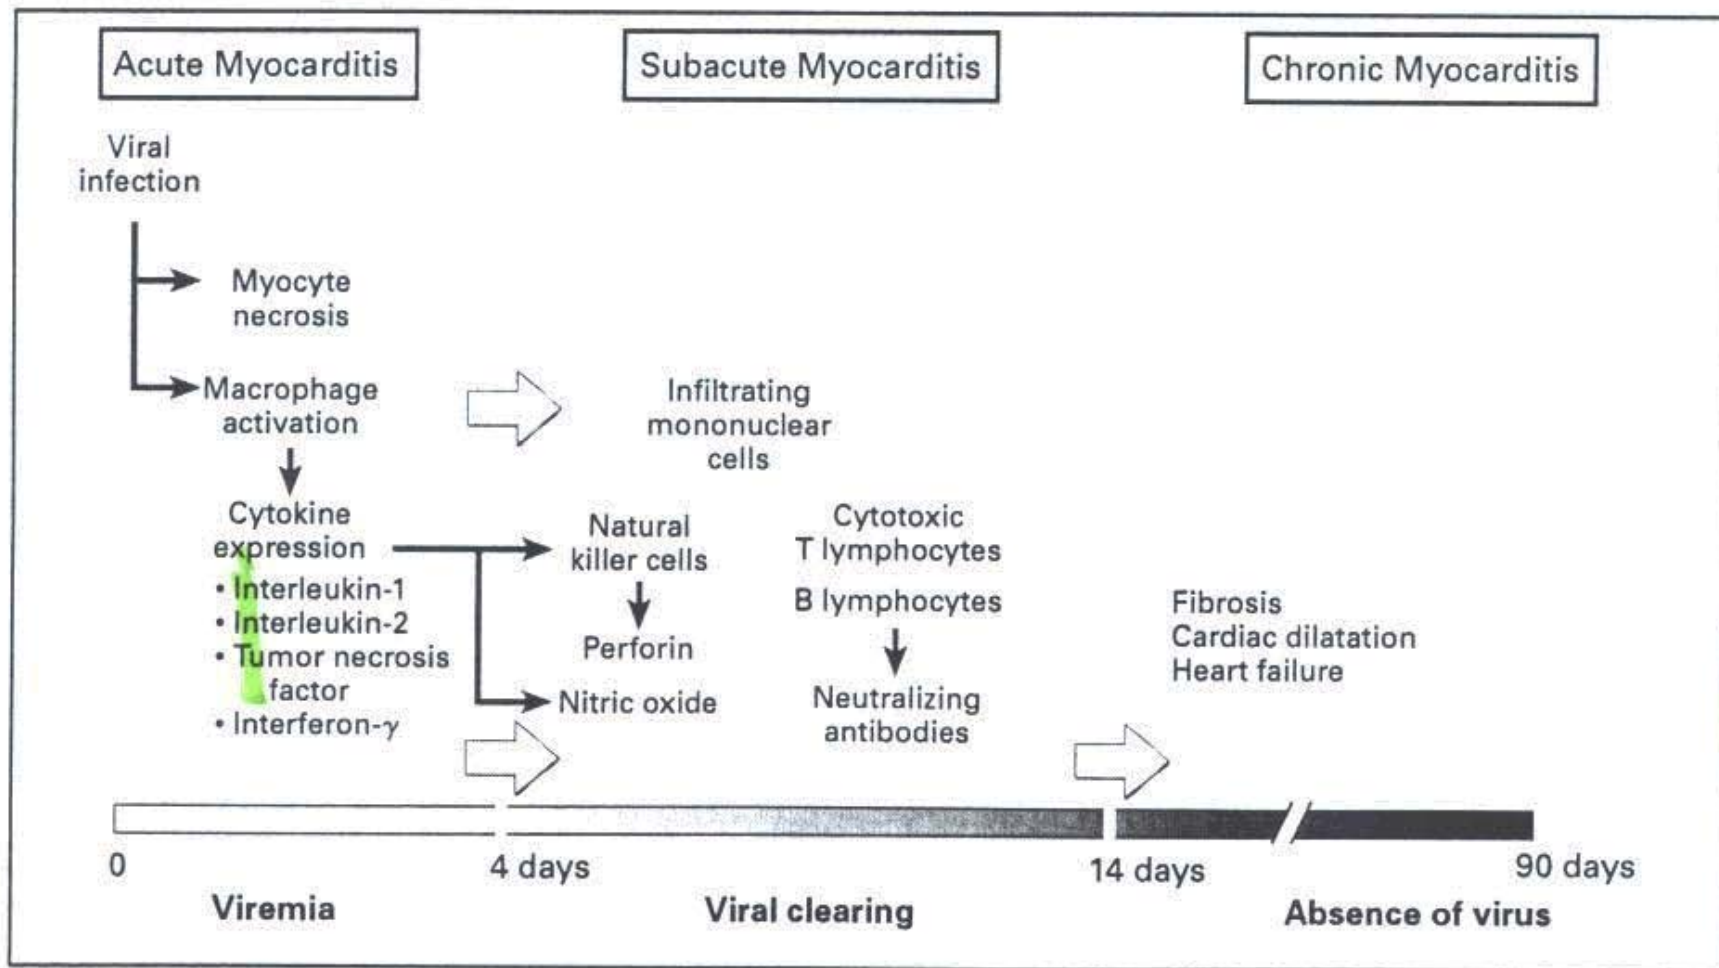 Acute Myocarditis
Subacute Myocarditis
Chronic Myocarditis
Viral
infection
Myocyte
necrosis
Macrophage
activation
Infiltrating
mononuclear
cells
Cytokine
expression
• Interleukin-1
• Interleukin-2
• Tumor necrosis
factor
• Interferon-γ
Natural
killer cells
Perforin
Nitric oxide
Cytotoxic
T lymphocytes
B lymphocytes
Neutralizing
antibodies
Fibrosis
Cardiac dilatation
Heart failure
0
4 days
14 days
90 days
Viremia
Viral clearing
Absence of virus